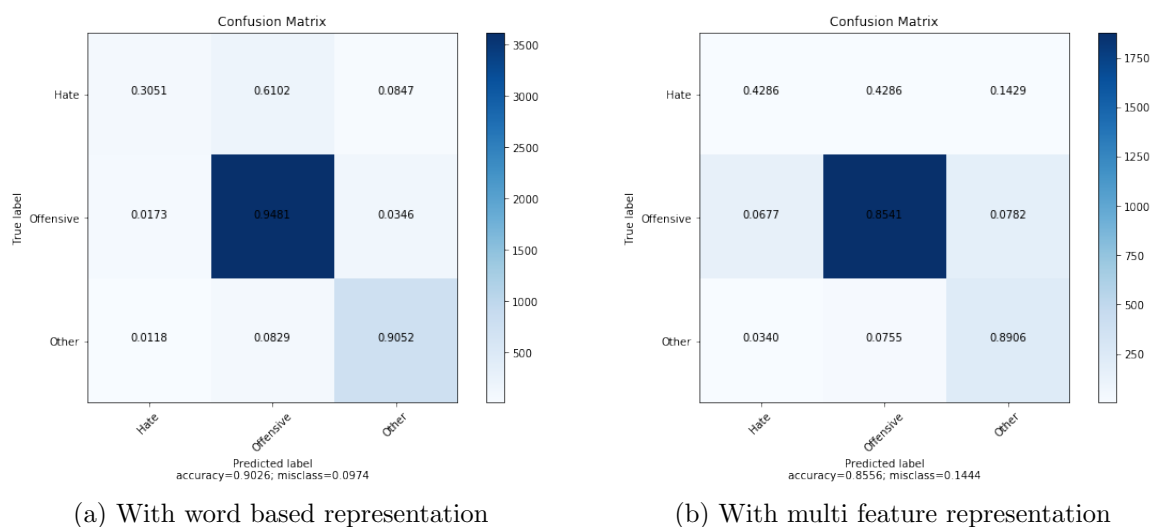 Confusion Matrix
3500
3000
2500
2000
1500
1000
500
Hate
Offensive
Other
True label
0.3051 0.6102 0.0847
0.0173 0.9481 0.0346
0.0118 0.0829 0.9052
Hate
Offensive
Other
Predicted label
accuracy=0.9026; misclass=0.0974
(a) With word based representation
Confusion Matrix
1750
1500
1250
1000
750
500
250
Hate
Offensive
Other
True label
0.4286 0.4286 0.1429
0.0677 0.8541 0.0782
0.0340 0.0755 0.8906
Hate
Offensive
Other
Predicted label
accuracy=0.8556; misclass=0.1444
(b) With multi feature representation